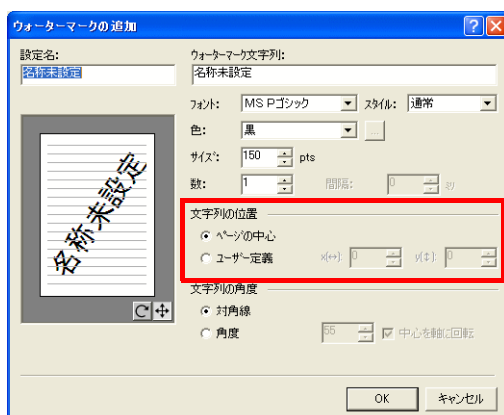 ウォーターマークの追加
設定名:
名称未設定
名称未設定
ウォーターマーク文字列:
名称未設定
フォント: MS Pゴシック スタイル: 通常
色: 黒 ...
サイズ: 150 pts
数: 1 間隔: 0
文字列の位置
ページの中心
ユーザー定義 x(↔): 0 y(↕): 0
文字列の角度
対角線
角度 55 中心を軸に回転
OK キャンセル